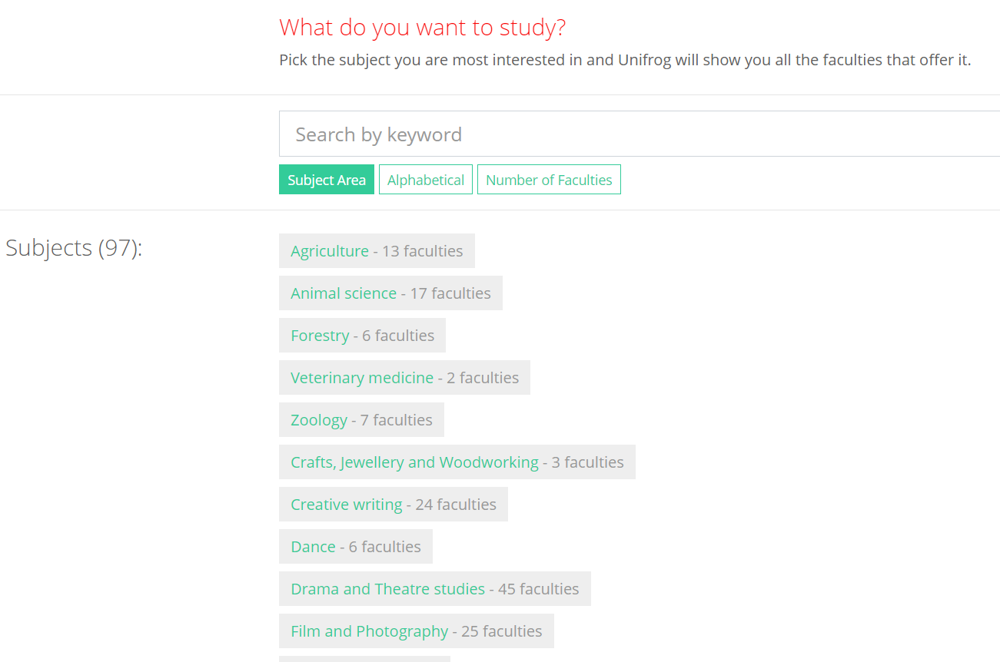 What do you want to study?
Pick the subject you are most interested in and Unifrog will show you all the faculties that offer it.
Search by keyword
Subject Area Alphabetical Number of Faculties
Subjects (97):
Agriculture - 13 faculties
Animal science - 17 faculties
Forestry - 6 faculties
Veterinary medicine - 2 faculties
Zoology - 7 faculties
Crafts, Jewellery and Woodworking - 3 faculties
Creative writing - 24 faculties
Dance - 6 faculties
Drama and Theatre studies - 45 faculties
Film and Photography - 25 faculties